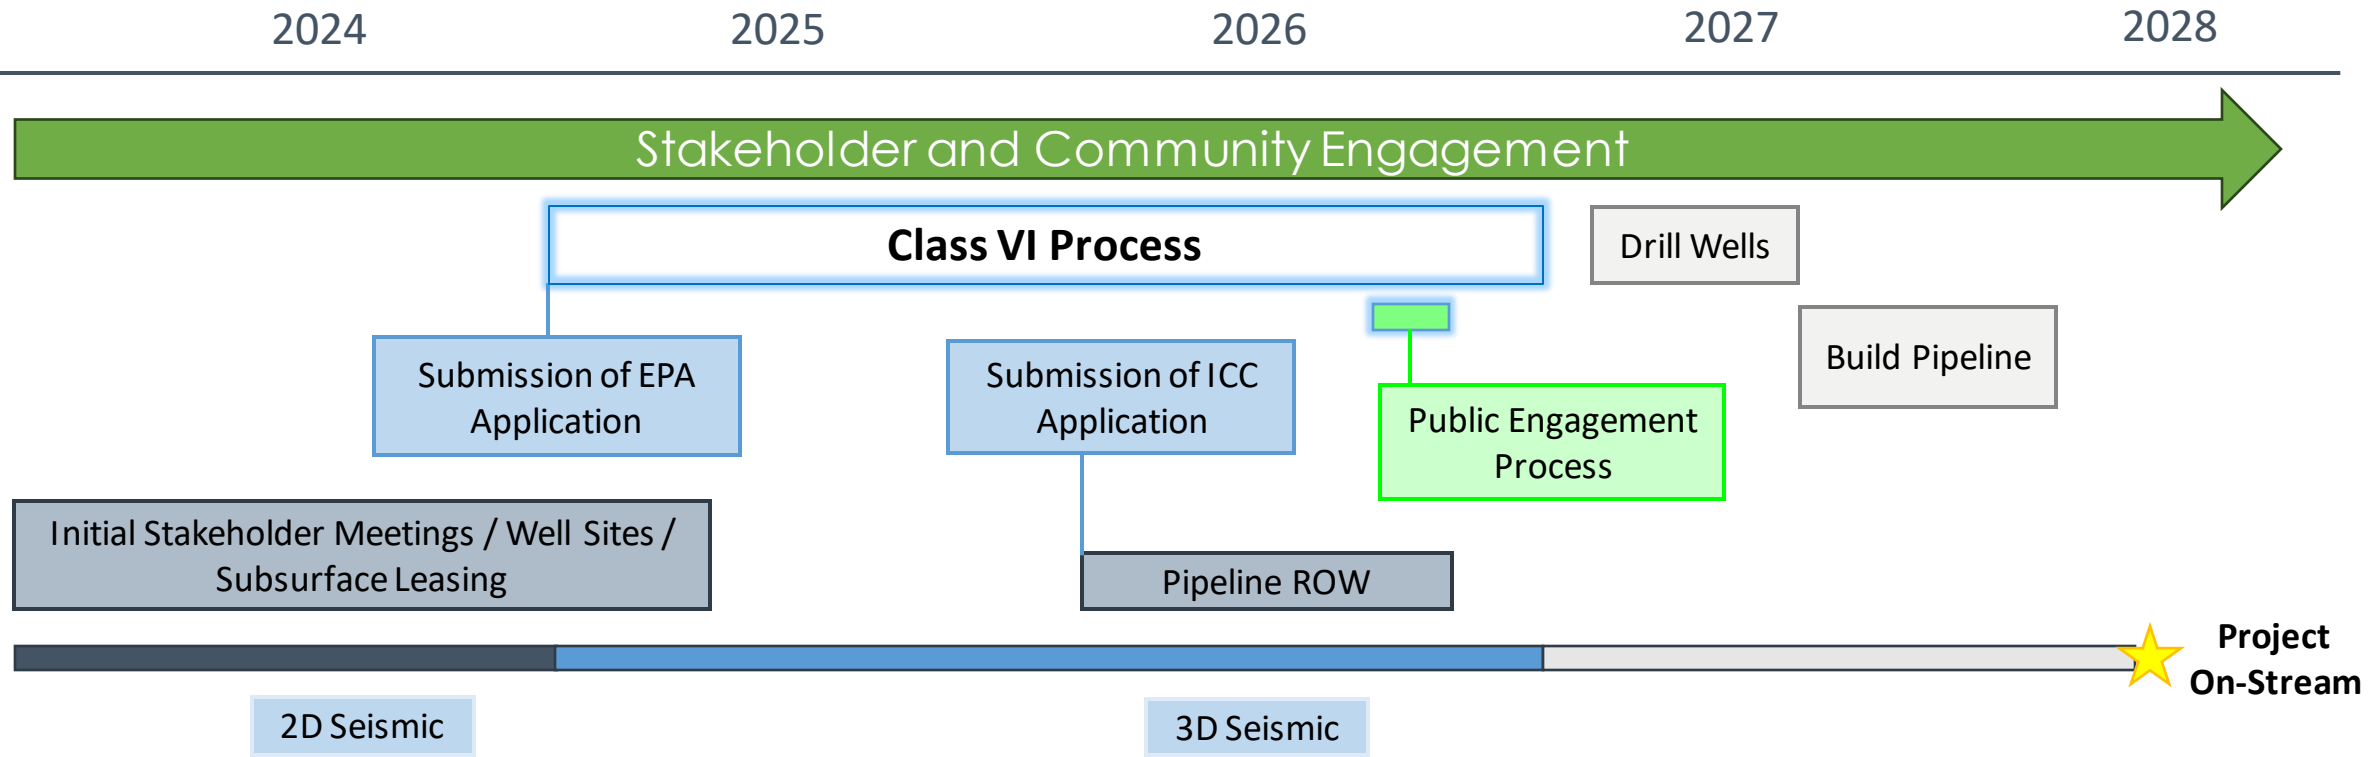 2024
2025
2026
2027
2028
Stakeholder and Community Engagement
Class VI Process
Drill Wells
Submission of EPA
Application
Submission of ICC
Application
Build Pipeline
Public Engagement
Process
Initial Stakeholder Meetings / Well Sites /
Subsurface Leasing
Pipeline ROW
Project
On-Stream
2D Seismic
3D Seismic